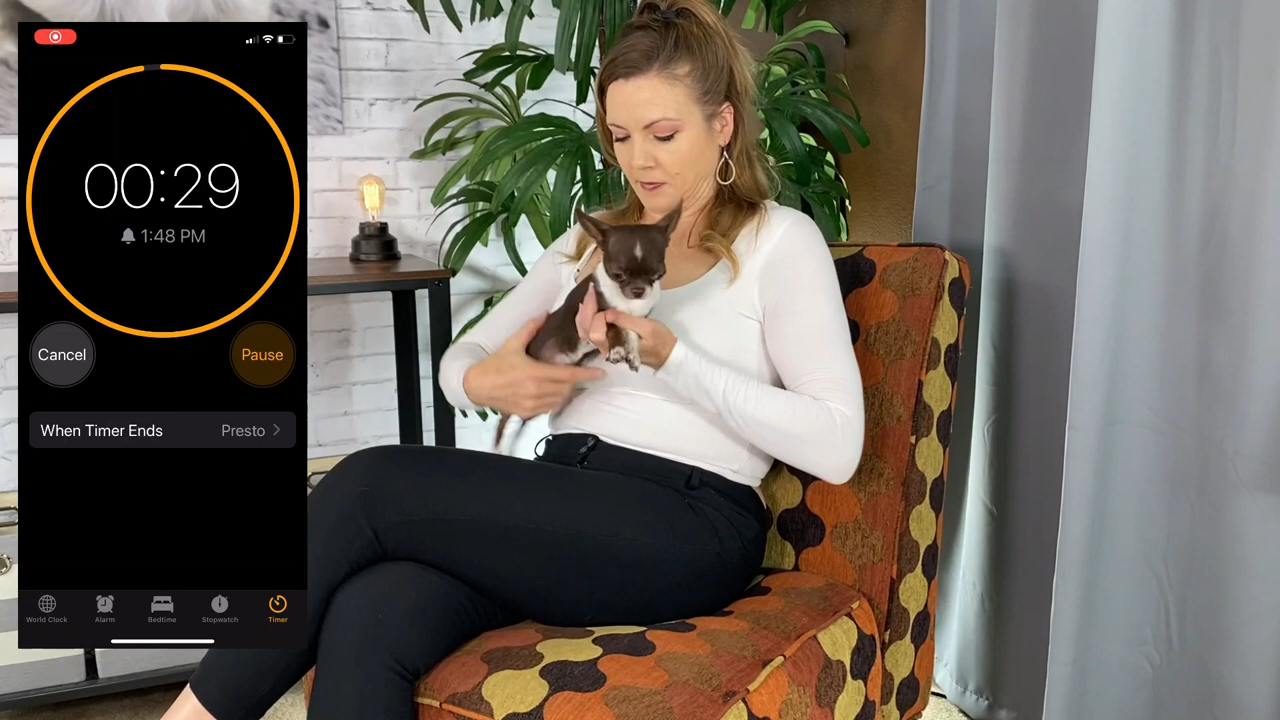 00:29
1:48 PM
Cancel
Pause
When Timer Ends Presto
World Clock Alarm Bedtime Stopwatch Timer